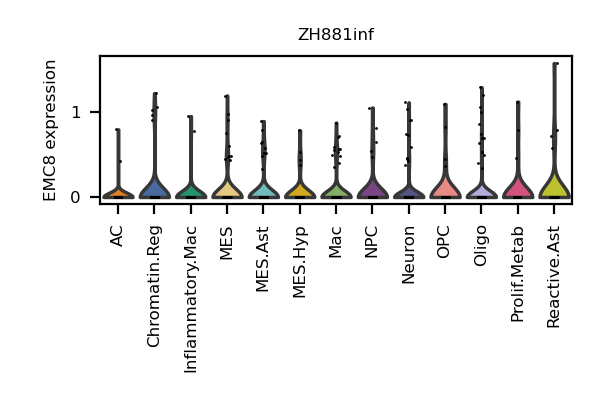 ZH881inf
EMC8 expression
1
0
AC
Chromatin.Reg
Inflammatory.Mac
MES
MES.Ast
MES.Hyp
Mac
NPC
Neuron
OPC
Oligo
Prolif.Metab
Reactive.Ast